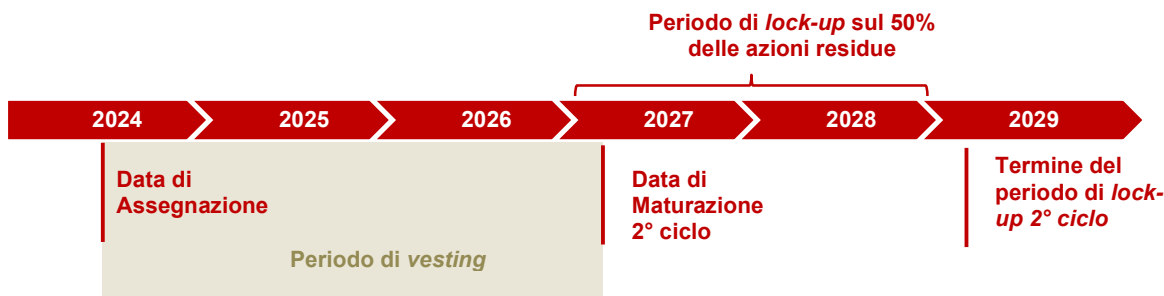 Periodo di lock-up sul 50%
delle azioni residue
2024 2025 2026 2027 2028 2029
Data di
Assegnazione
Data di
Maturazione
2° ciclo
Termine del
periodo di lock-
up 2° ciclo
Periodo di vesting